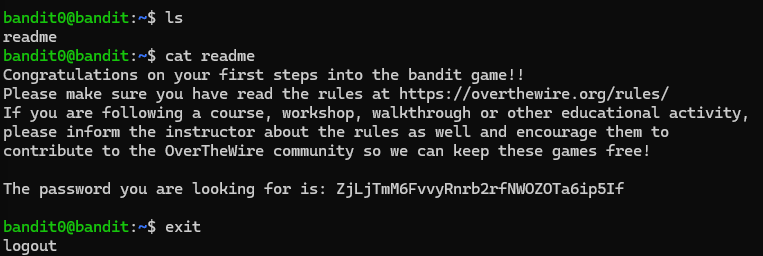 bandit0@bandit:~$ ls
readme
bandit0@bandit:~$ cat readme
Congratulations on your first steps into the bandit game!!
Please make sure you have read the rules at https://overthewire.org/rules/
If you are following a course, workshop, walkthrough or other educational activity,
please inform the instructor about the rules as well and encourage them to
contribute to the OverTheWire community so we can keep these games free!

The password you are looking for is: ZjLjTmM6FvvyRnrb2rfNWOZOTa6ip5If

bandit0@bandit:~$ exit
logout